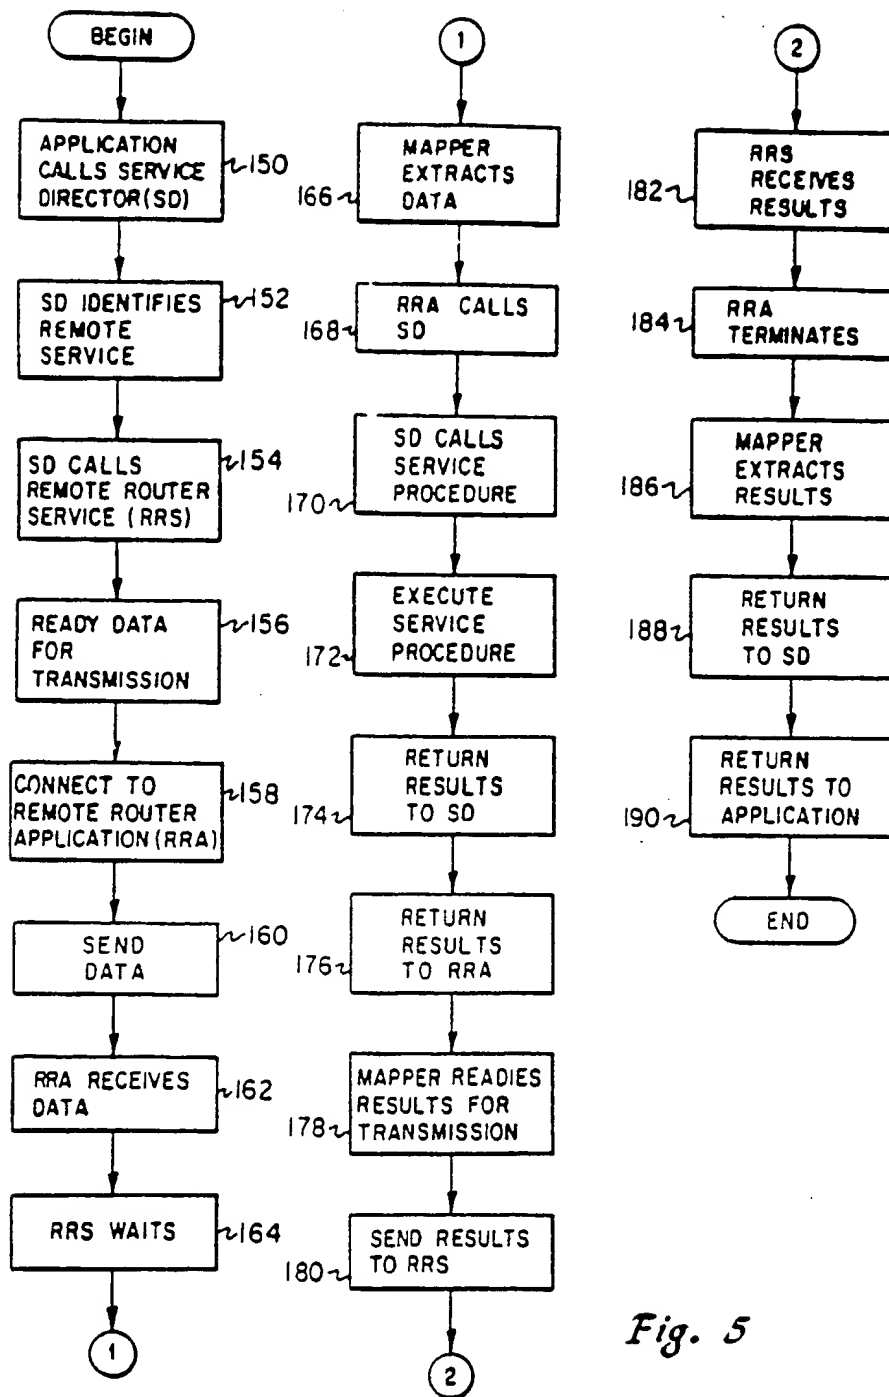 BEGIN
APPLICATION
CALLS SERVICE
DIRECTOR(SD)
150
SD IDENTIFIES
REMOTE
SERVICE
152
SD CALLS
REMOTE ROUTER
SERVICE (RRS)
154
READY DATA
FOR
TRANSMISSION
156
CONNECT TO
REMOTE ROUTER
APPLICATION (RRA)
158
SEND
DATA
160
RRA RECEIVES
DATA
162
RRS WAITS
164
1
1
MAPPER
EXTRACTS
DATA
166
RRA CALLS
SD
168
SD CALLS
SERVICE
PROCEDURE
170
EXECUTE
SERVICE
PROCEDURE
172
RETURN
RESULTS
TO SD
174
RETURN
RESULTS
TO RRA
176
MAPPER READIES
RESULTS FOR
TRANSMISSION
178
SEND RESULTS
TO RRS
180
2
2
RRS
RECEIVES
RESULTS
182
RRA
TERMINATES
184
MAPPER
EXTRACTS
RESULTS
186
RETURN
RESULTS
TO SD
188
RETURN
RESULTS TO
APPLICATION
190
END
Fig. 5